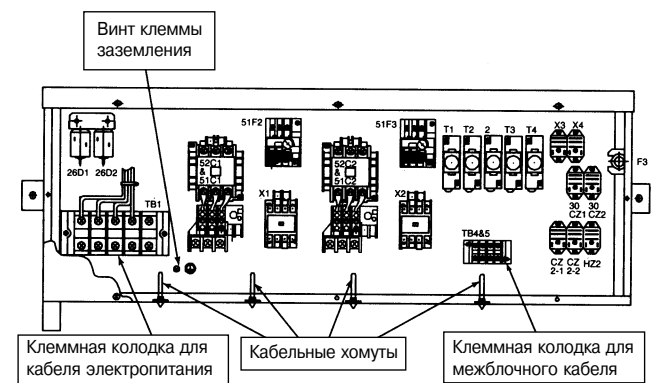 Винт клеммы
заземления
51F2
51F3
T1 T2 2 T3 T4
X3 X4
26D1 26D2
52C1
&
51C1
52C2
&
51C2
F3
TB1
X1
X2
30
CZ1
30
CZ2
TB4&5
CZ
2-1
CZ
2-2
HZ2
Клеммная колодка для
кабеля электропитания
Кабельные хомуты
Клеммная колодка для
межблочного кабеля